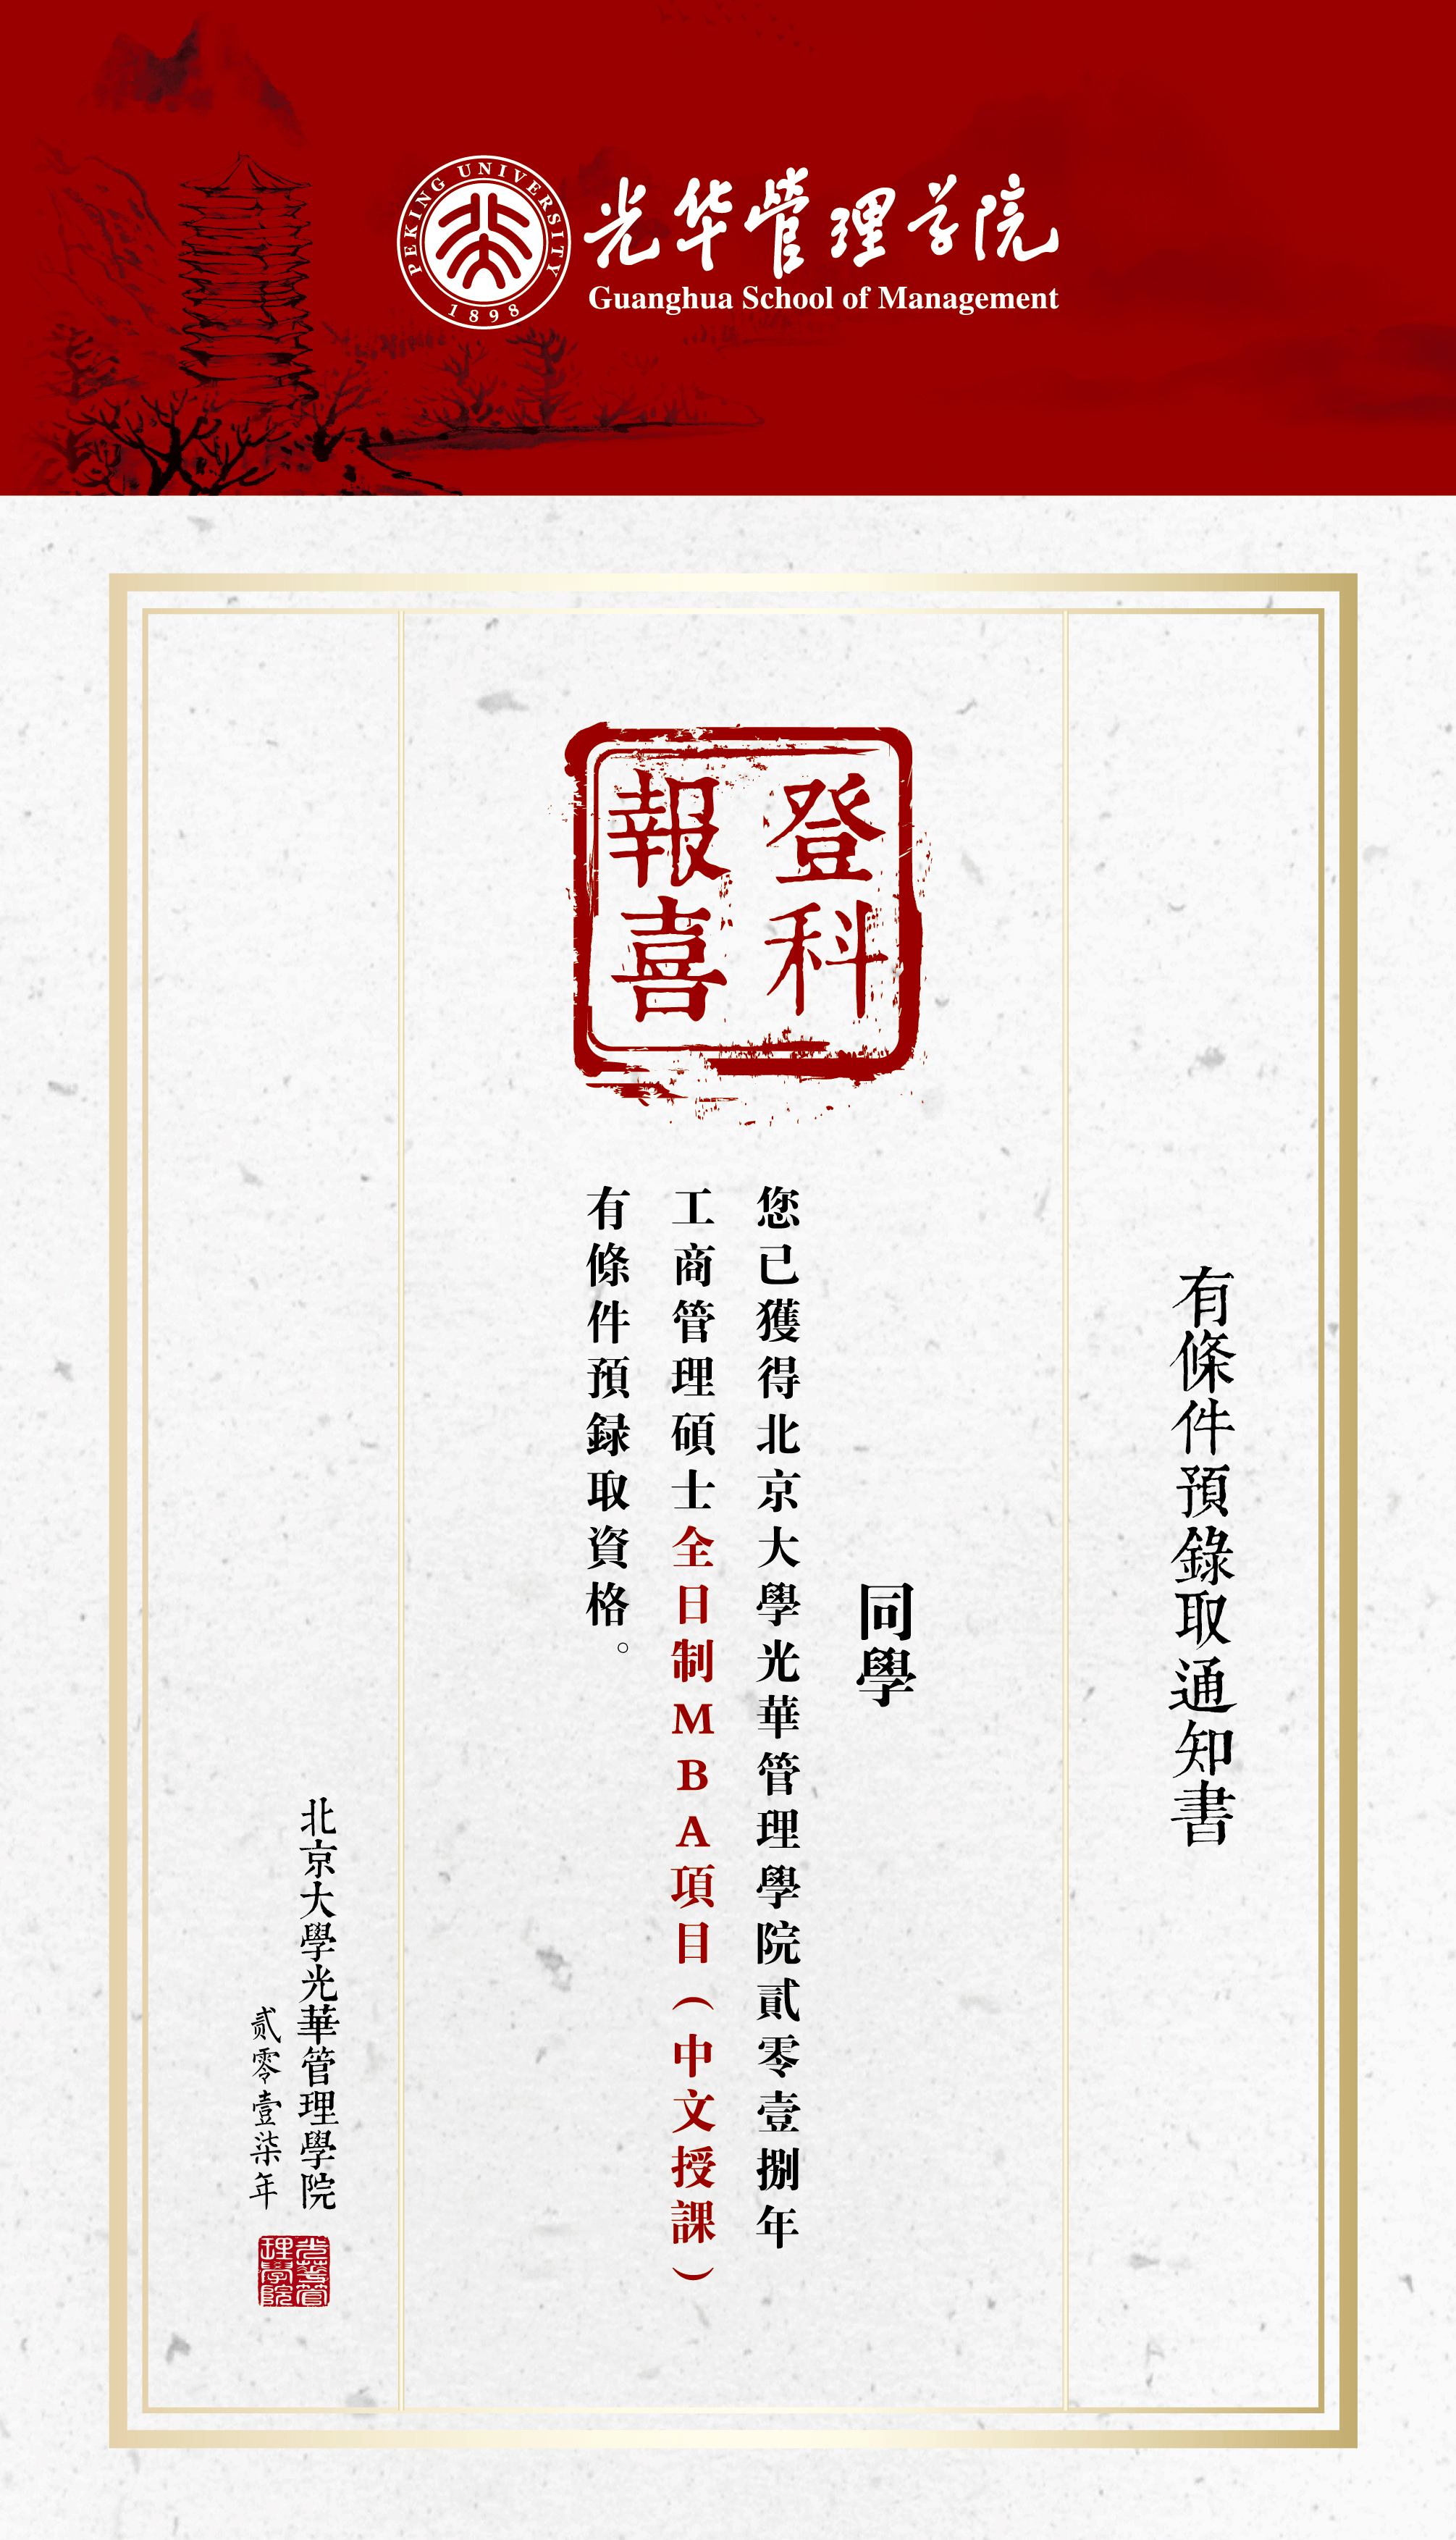 PEKING UNIVERSITY
1898
光华管理学院
Guanghua School of Management
登科
報喜
有條件預錄取通知書
同學
您已獲得北京大學光華管理學院貳零壹捌年
工商管理碩士全日制MBA項目（中文授課）
有條件預録取資格。
北京大學光華管理學院
贰零壹柒年
光華管
理學院